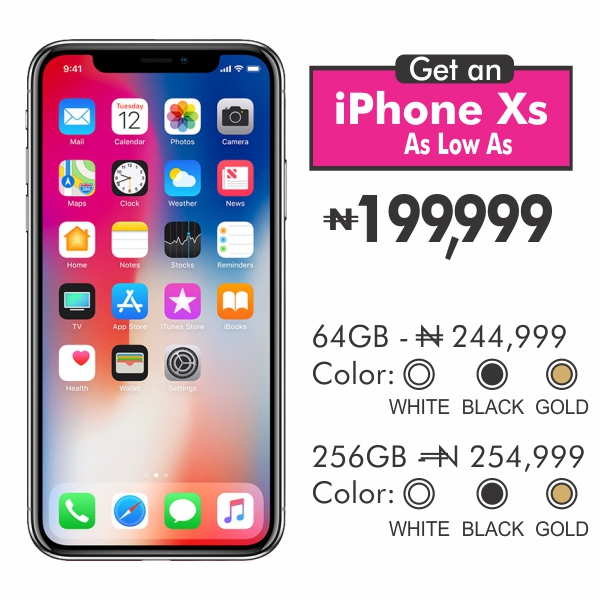 9:41
Tuesday
12
Mail
Calendar
Photos
Camera
Maps
Clock
Weather
News
Home
Notes
Stocks
Reminders
tv
TV
App Store
iTunes Store
iBooks
Health
Wallet
Settings
Get an
iPhone Xs
As Low As
₦199,999
64GB - ₦ 244,999
Color:
WHITE BLACK GOLD
256GB - ₦ 254,999
Color:
WHITE BLACK GOLD